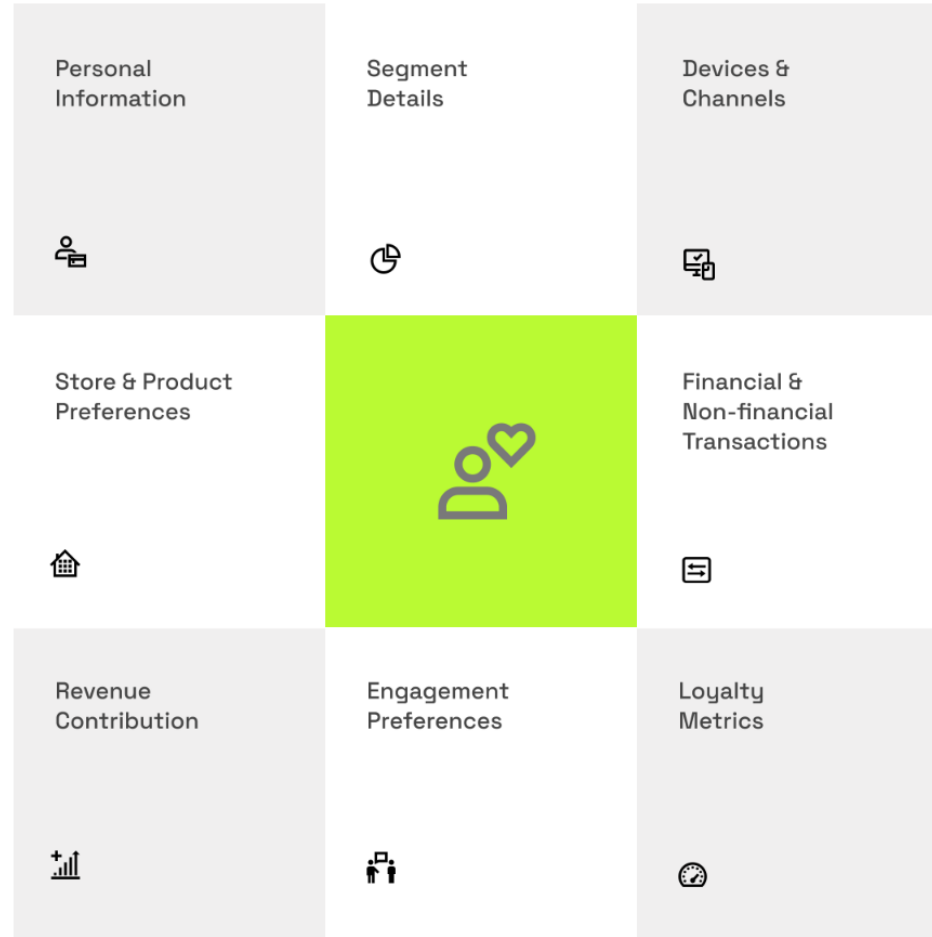 Personal
Information
Segment
Details
Devices &
Channels
Store & Product
Preferences
Financial &
Non-financial
Transactions
Revenue
Contribution
Engagement
Preferences
Loyalty
Metrics